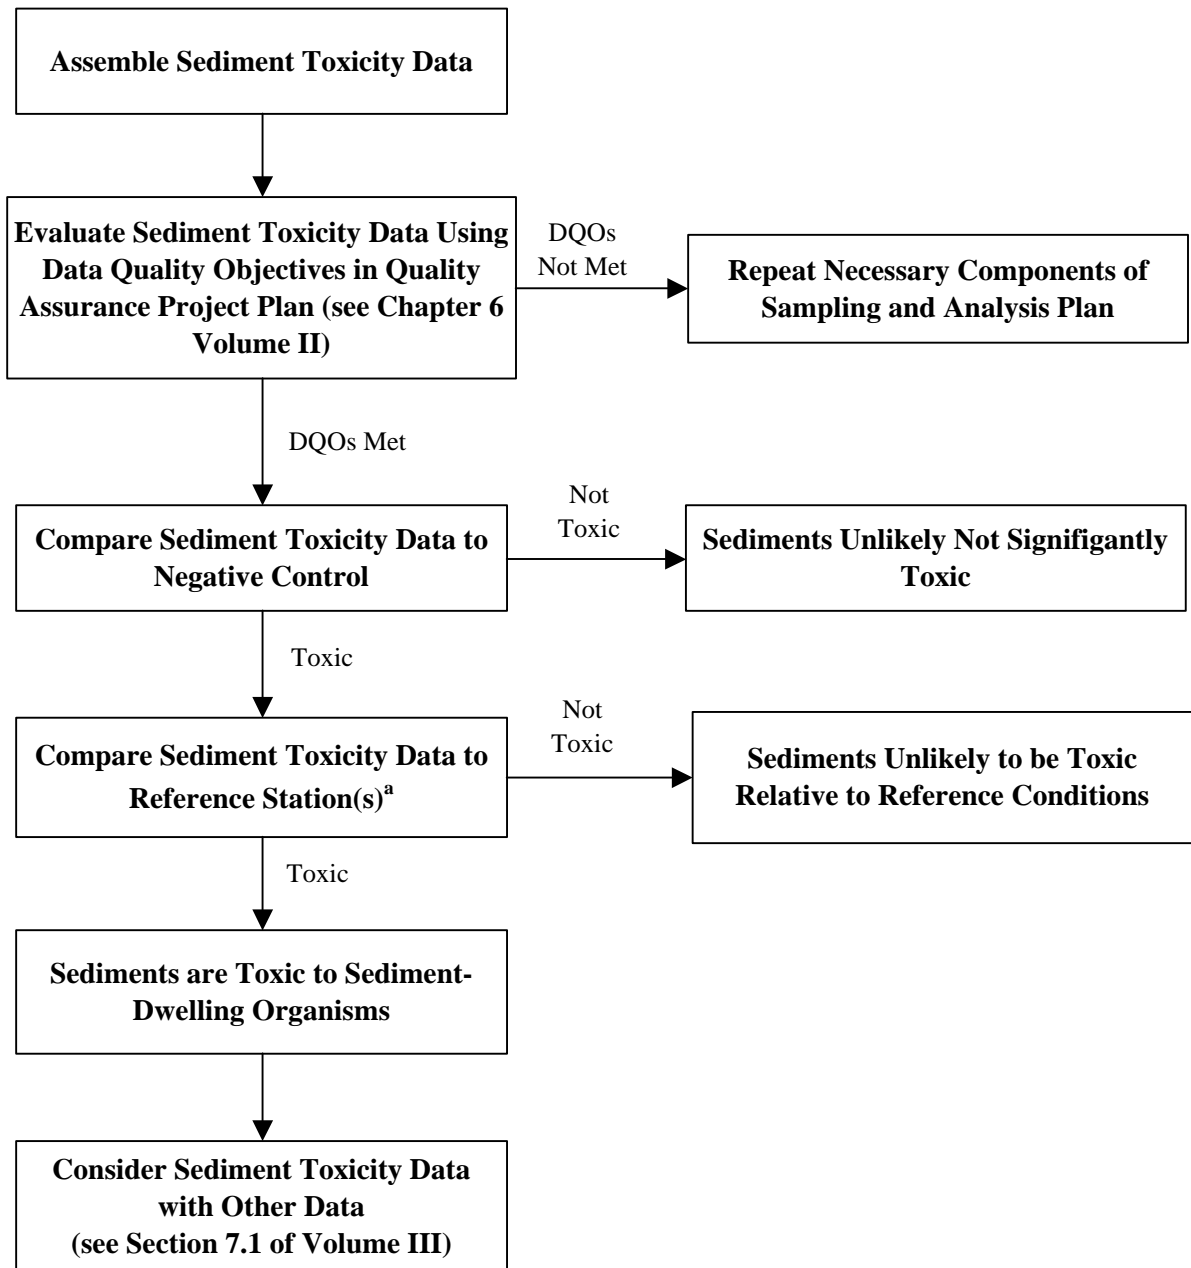 Assemble Sediment Toxicity Data
Evaluate Sediment Toxicity Data Using
Data Quality Objectives in Quality
Assurance Project Plan (see Chapter 6
Volume II)
DQOs
Not Met
Repeat Necessary Components of
Sampling and Analysis Plan
DQOs Met
Compare Sediment Toxicity Data to
Negative Control
Not
Toxic
Sediments Unlikely Not Signifigantly
Toxic
Toxic
Compare Sediment Toxicity Data to
Reference Station(s)a
Not
Toxic
Sediments Unlikely to be Toxic
Relative to Reference Conditions
Toxic
Sediments are Toxic to Sediment-
Dwelling Organisms
Consider Sediment Toxicity Data
with Other Data
(see Section 7.1 of Volume III)